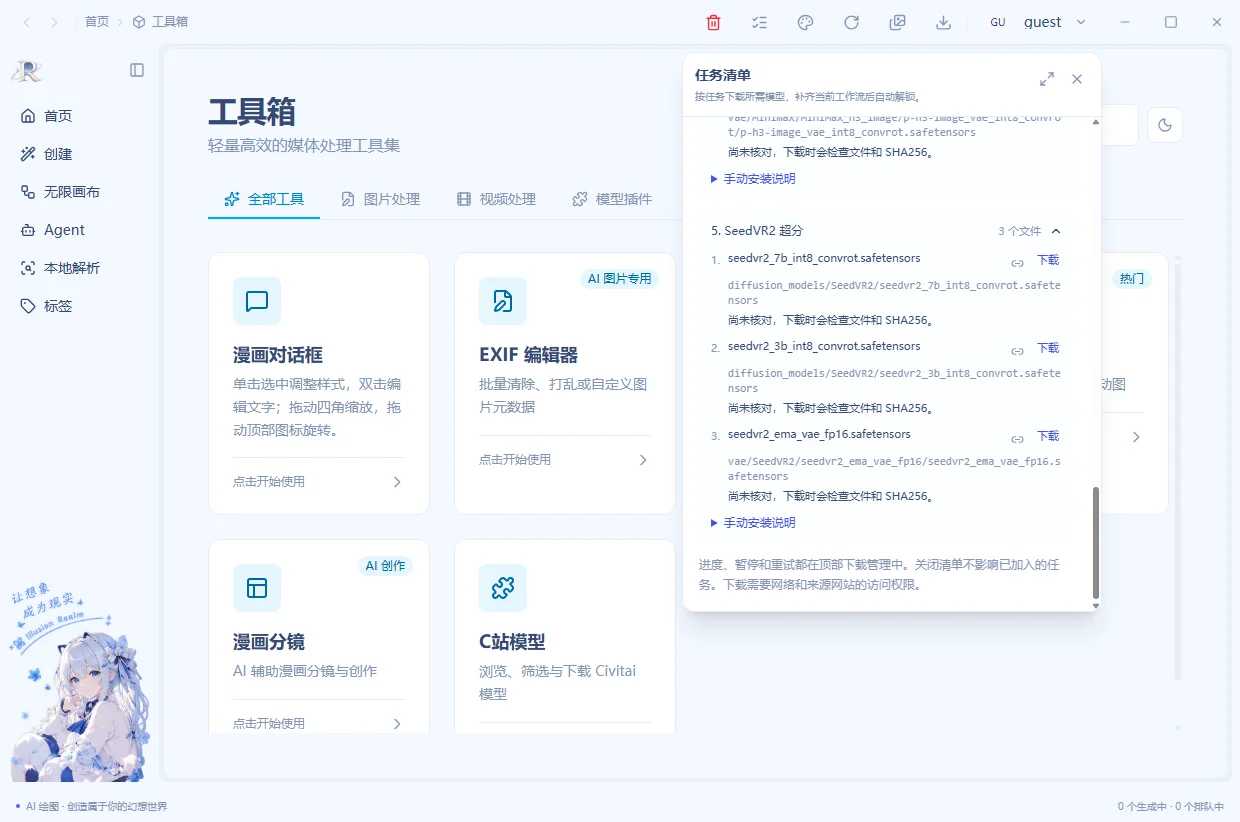 首页
工具箱
GU
guest
首页
创建
无限画布
Agent
本地解析
标签
让想象
成为现实
Illusion Realm
工具箱
轻量高效的媒体处理工具集
全部工具
图片处理
视频处理
模型插件
漫画对话框
单击选中调整样式，双击编
辑文字；拖动四角缩放，拖
动顶部图标旋转。
点击开始使用
AI 图片专用
EXIF 编辑器
批量清除、打乱或自定义图
片元数据
点击开始使用
热门
动图
AI 创作
漫画分镜
AI 辅助漫画分镜与创作
点击开始使用
C站模型
浏览、筛选与下载 Civitai
模型
任务清单
按任务下载所需模型，补齐当前工作流后自动解锁。
t/p-h3-image_vae_int8_convrot.safetensors
尚未核对，下载时会检查文件和 SHA256。
手动安装说明
5. SeedVR2 超分
3 个文件
1. seedvr2_7b_int8_convrot.safetensors
下载
diffusion_models/SeedVR2/seedvr2_7b_int8_convrot.safete
nsors
尚未核对，下载时会检查文件和 SHA256。
2. seedvr2_3b_int8_convrot.safetensors
下载
diffusion_models/SeedVR2/seedvr2_3b_int8_convrot.safete
nsors
尚未核对，下载时会检查文件和 SHA256。
3. seedvr2_ema_vae_fp16.safetensors
下载
vae/SeedVR2/seedvr2_ema_vae_fp16/seedvr2_ema_vae_fp16.s
afetensors
尚未核对，下载时会检查文件和 SHA256。
手动安装说明
进度、暂停和重试都在顶部下载管理中。关闭清单不影响已加入的任
务。下载需要网络和来源网站的访问权限。
AI 绘图 · 创造属于你的幻想世界
0 个生成中 · 0 个排队中